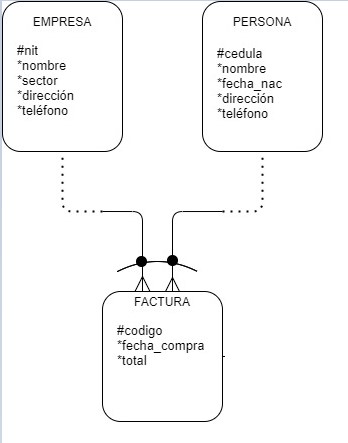 EMPRESA
#nit
*nombre
*sector
*dirección
*teléfono
PERSONA
#cedula
*nombre
*fecha_nac
*dirección
*teléfono
FACTURA
#codigo
*fecha_compra
*total